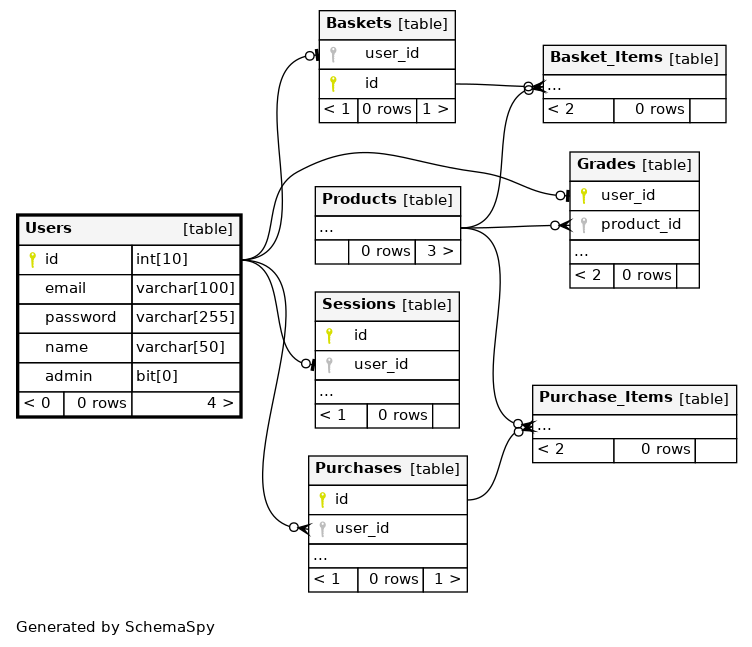 Baskets [table]
user_id
id
< 1 0 rows 1 >
Basket_Items [table]
...
< 2 0 rows
Grades [table]
user_id
product_id
...
< 2 0 rows
Products [table]
...
0 rows 3 >
Users [table]
id int[10]
email varchar[100]
password varchar[255]
name varchar[50]
admin bit[0]
< 0 0 rows 4 >
Sessions [table]
id
user_id
...
< 1 0 rows
Purchase_Items [table]
...
< 2 0 rows
Purchases [table]
id
user_id
...
< 1 0 rows 1 >
Generated by SchemaSpy